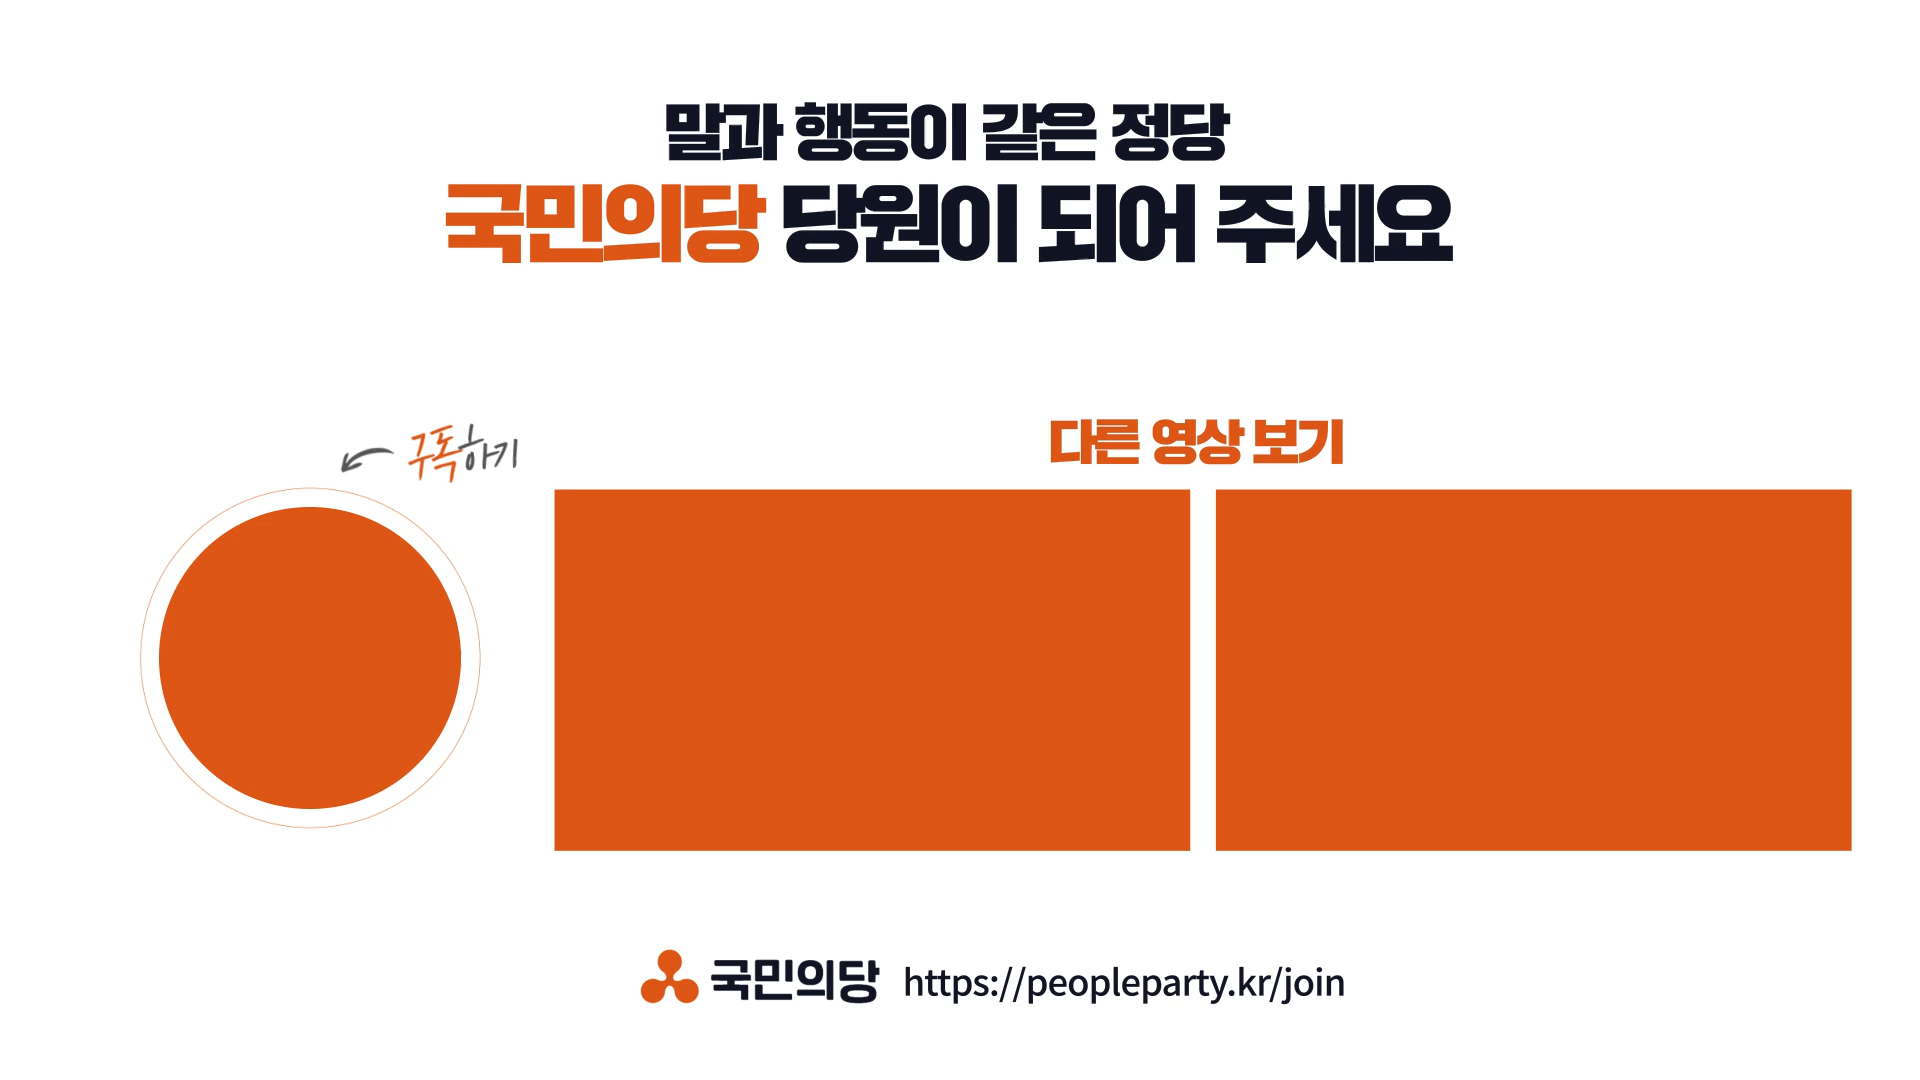 말과 행동이 같은 정당
국민의당 당원이 되어 주세요
구독하기
다른 영상 보기
국민의당 https://peopleparty.kr/join